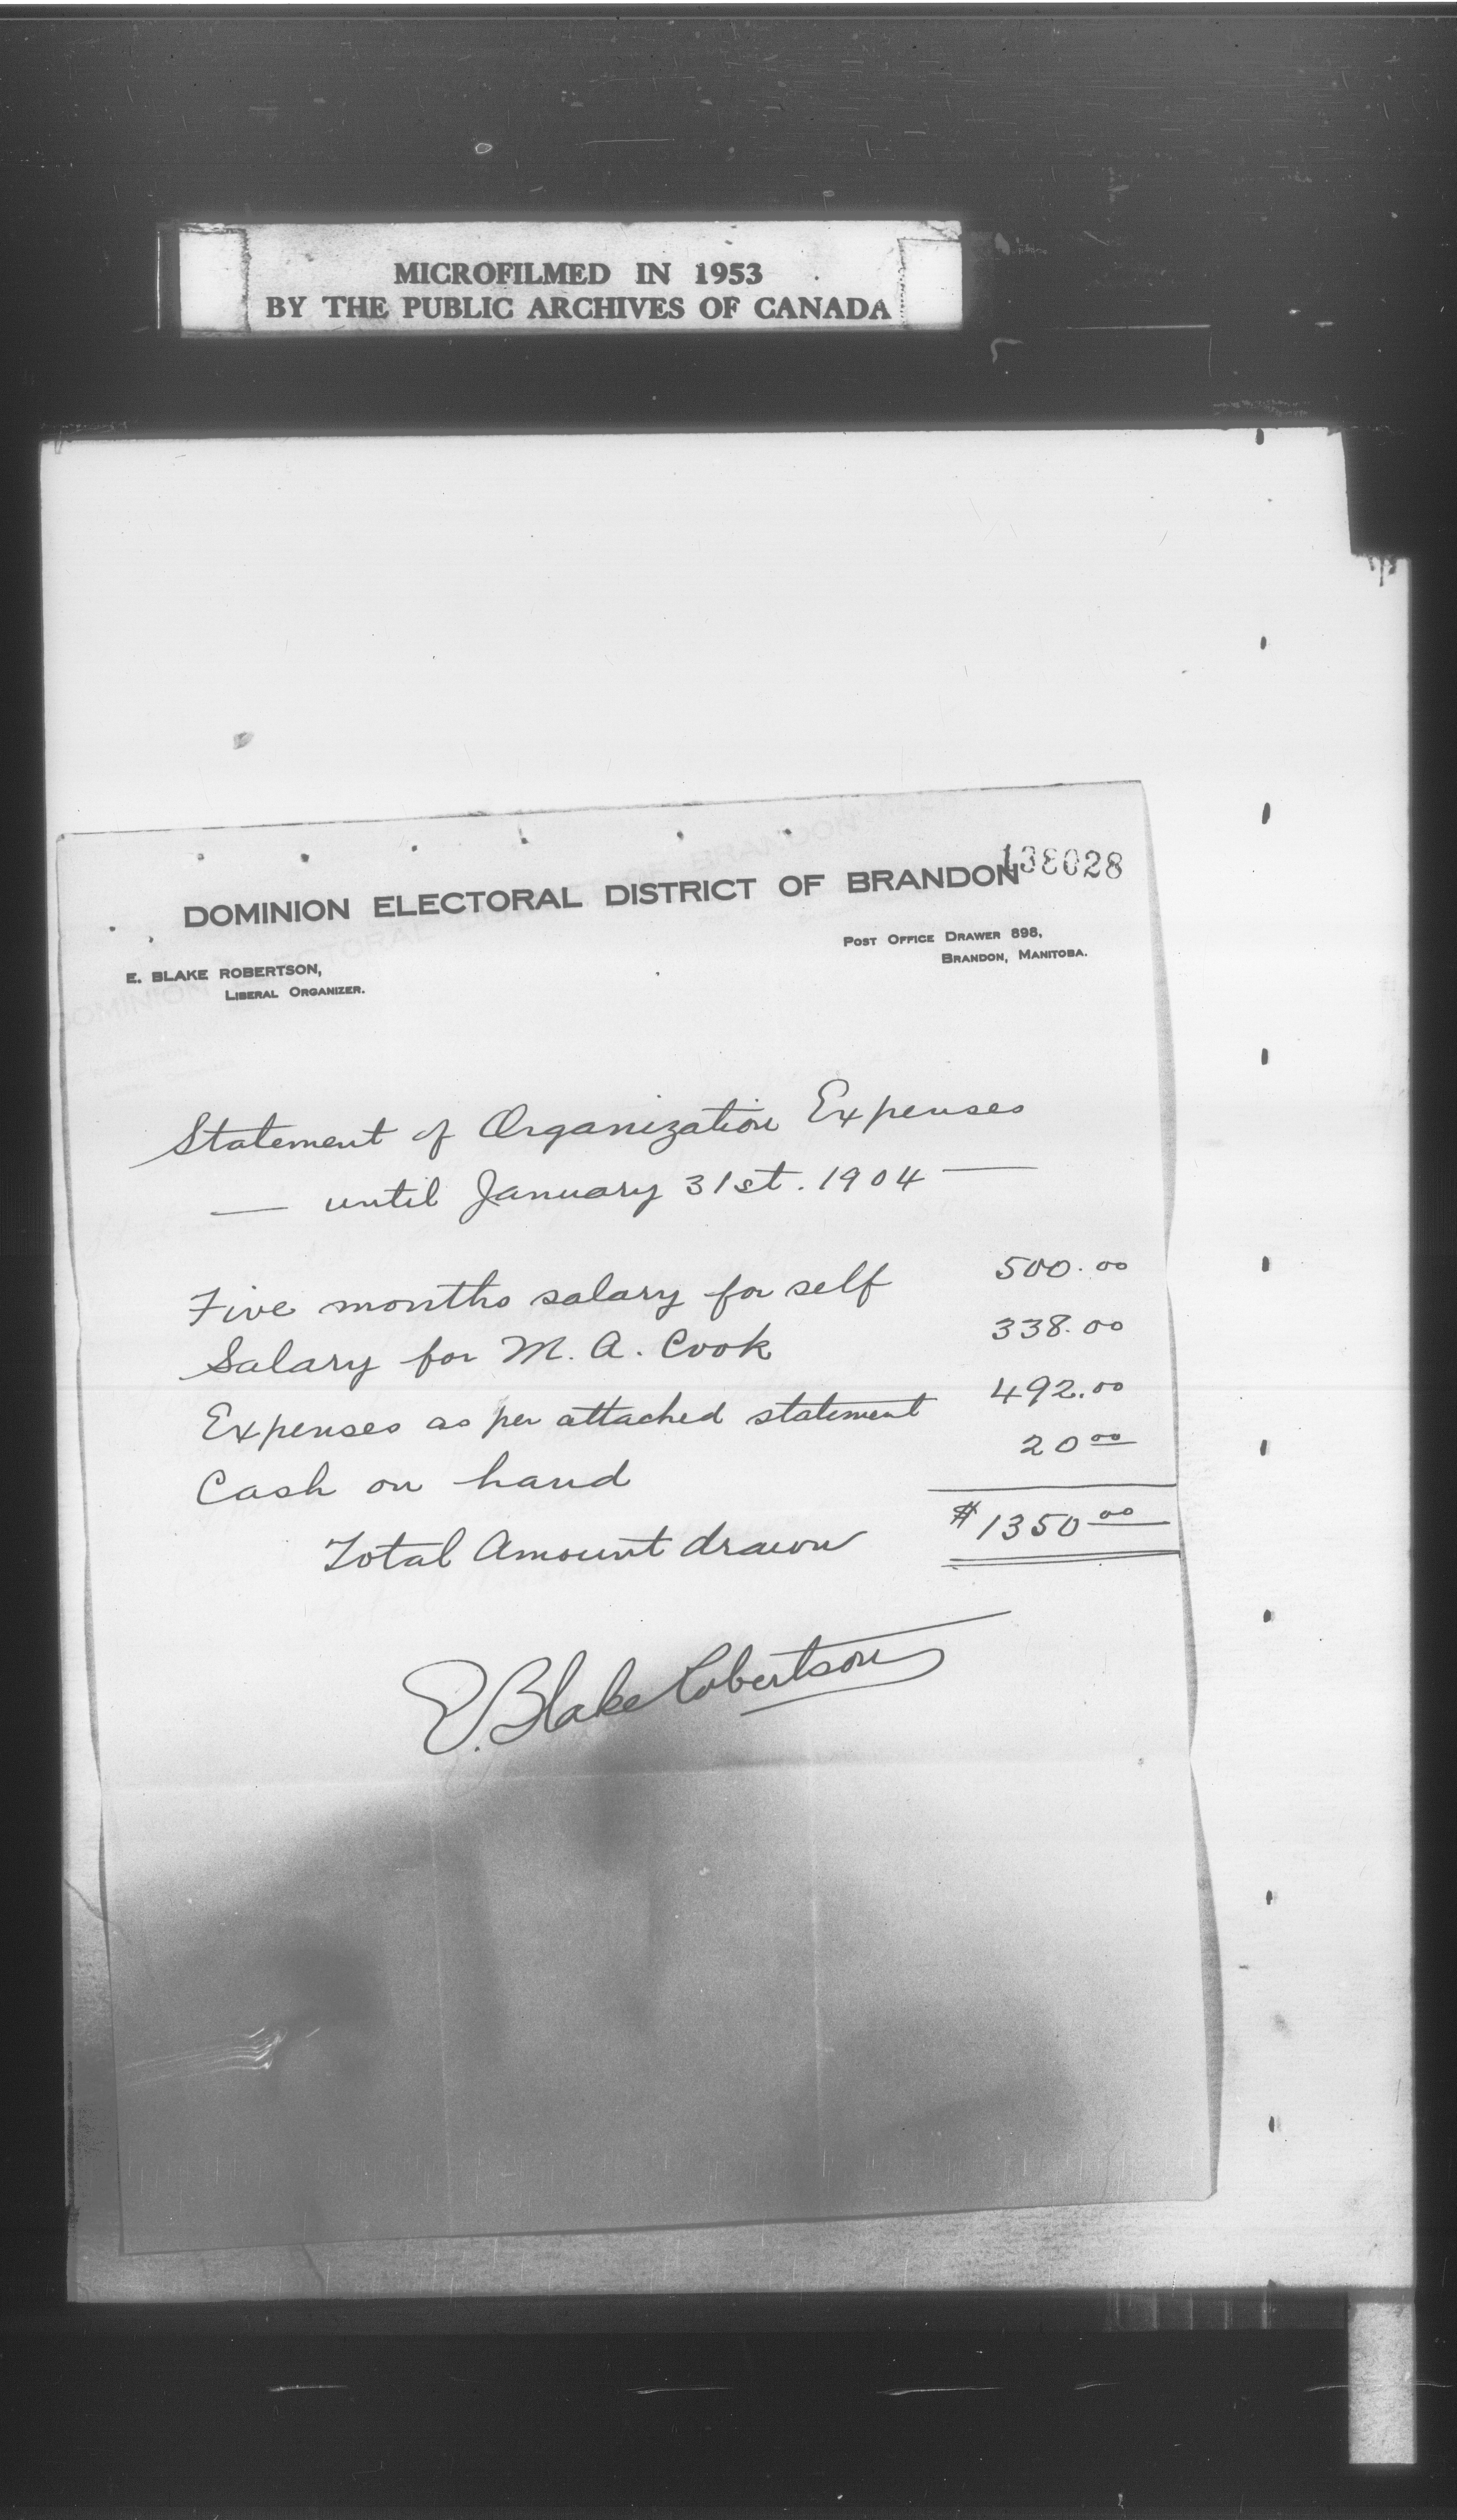 MICROFILMED IN 1953
BY THE PUBLIC ARCHIVES OF CANADA
138028
DOMINION ELECTORAL DISTRICT OF BRANDON
POST OFFICE DRAWER 898,
BRANDON, MANITOBA.
E. BLAKE ROBERTSON,
LIBERAL ORGANIZER.
Statement of Organization Expenses
— until January 31st. 1904 —
Five months salary for self 500.00
Salary for M. A. Cook 338.00
Expenses as per attached statement 492.00
Cash on hand 20 00
Total Amount drawn $1350 00
E. Blake Robertson